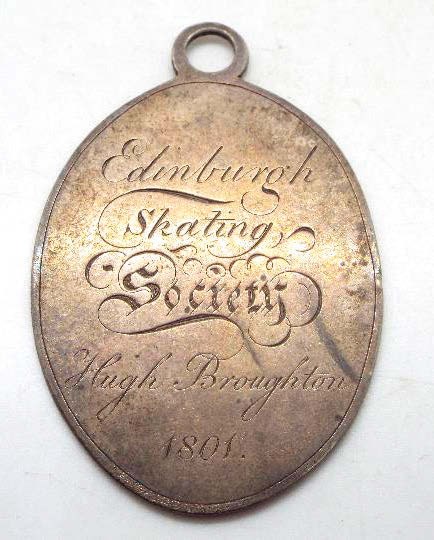 Edinburgh
Skating
Society
Hugh Broughton
1801.